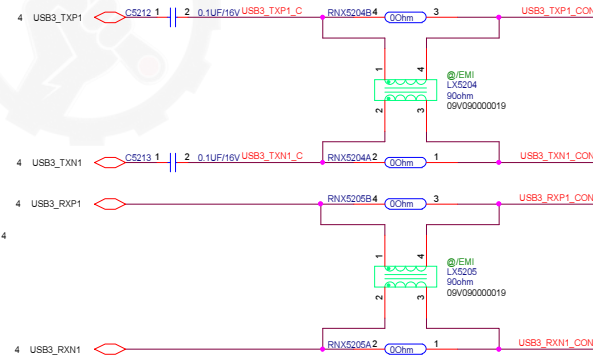 4 USB3_TXP1 C5212 1 2 0.1UF/16V USB3_TXP1_C RNX5204B 4 0Ohm 3 USB3_TXP1_CON
1 4
@/EMI
LX5204
90ohm
09V090000019
2 3
4 USB3_TXN1 C5213 1 2 0.1UF/16V USB3_TXN1_C RNX5204A 2 0Ohm 1 USB3_TXN1_CON
4 USB3_RXP1 RNX5205B 4 0Ohm 3 USB3_RXP1_CON
4
1 4
@/EMI
LX5205
90ohm
09V090000019
2 3
4 USB3_RXN1 RNX5205A 2 0Ohm 1 USB3_RXN1_CON